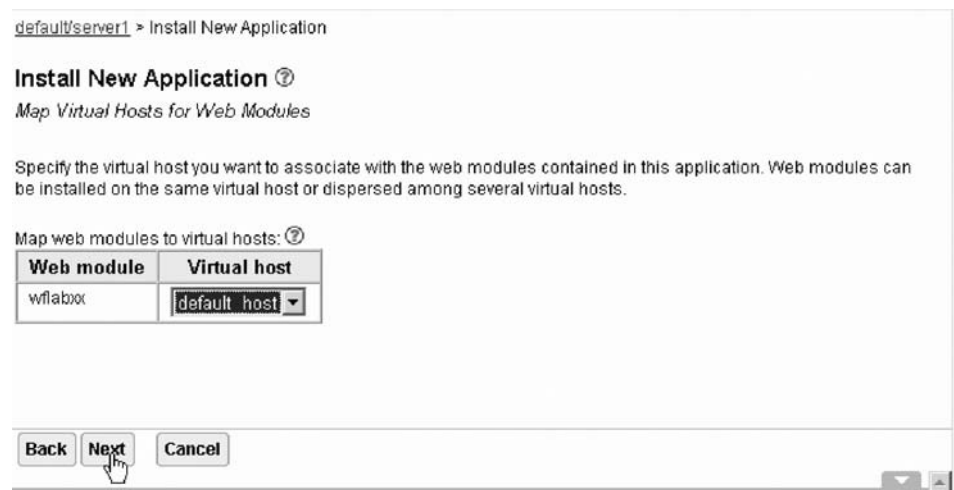 default/server1 > Install New Application
Install New Application ?
Map Virtual Hosts for Web Modules
Specify the virtual host you want to associate with the web modules contained in this application. Web modules can
be installed on the same virtual host or dispersed among several virtual hosts.
Map web modules to virtual hosts: ?
Web module Virtual host
wflabxx default_host
Back Next Cancel